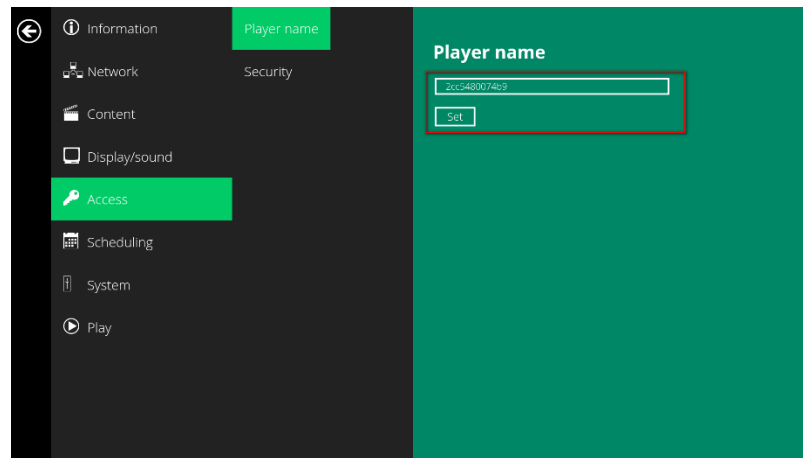 Information
Network
Content
Display/sound
Access
Scheduling
System
Play
Player name
Security
Player name
2cc5480074b9
Set